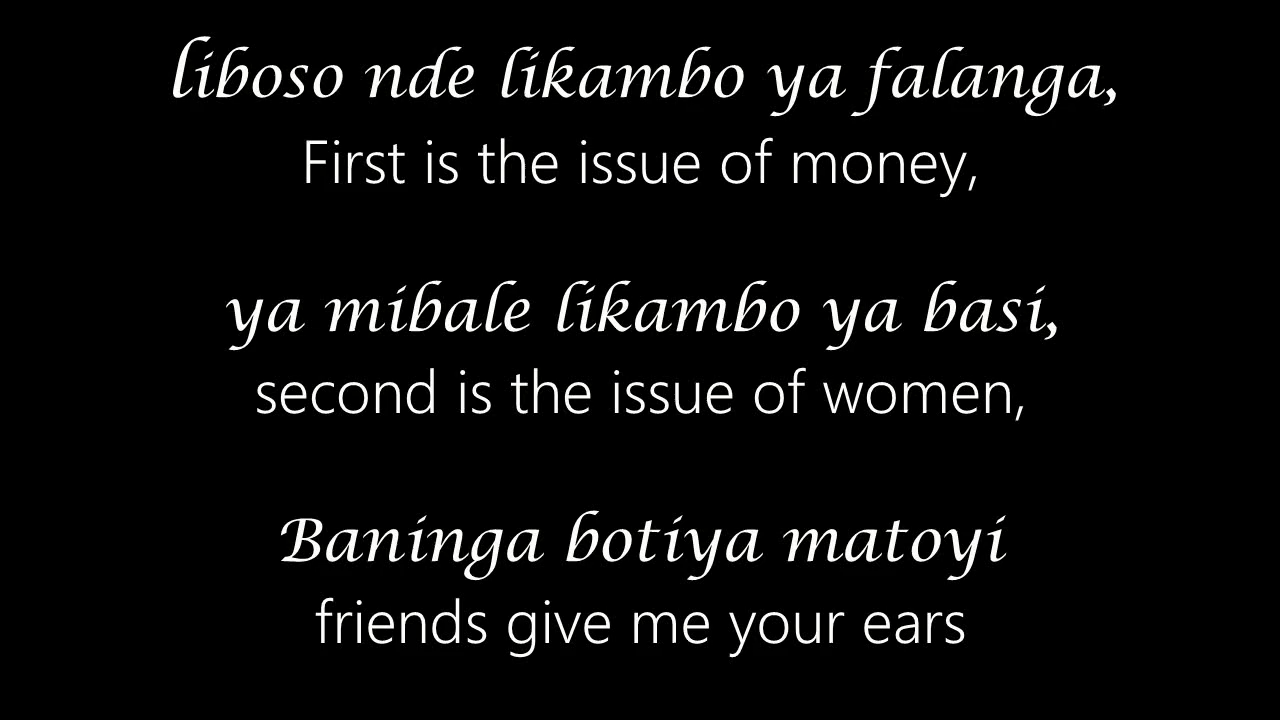 liboso nde likambo ya falanga,
First is the issue of money,
ya mibale likambo ya basi,
second is the issue of women,
Baninga botiya matoyi
friends give me your ears